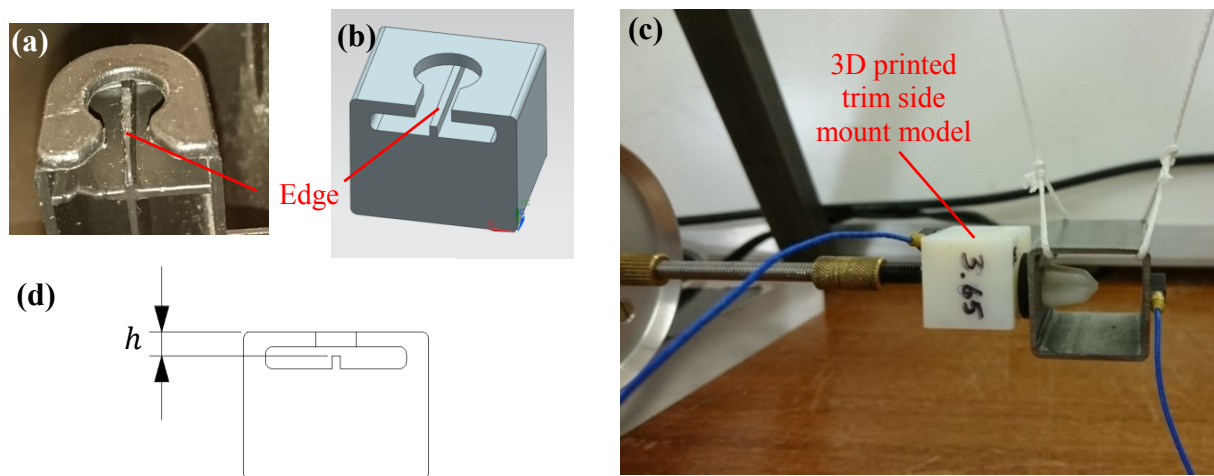 (a)
(b)
Edge
(c)
3D printed
trim side
mount model
3.65
(d)
h